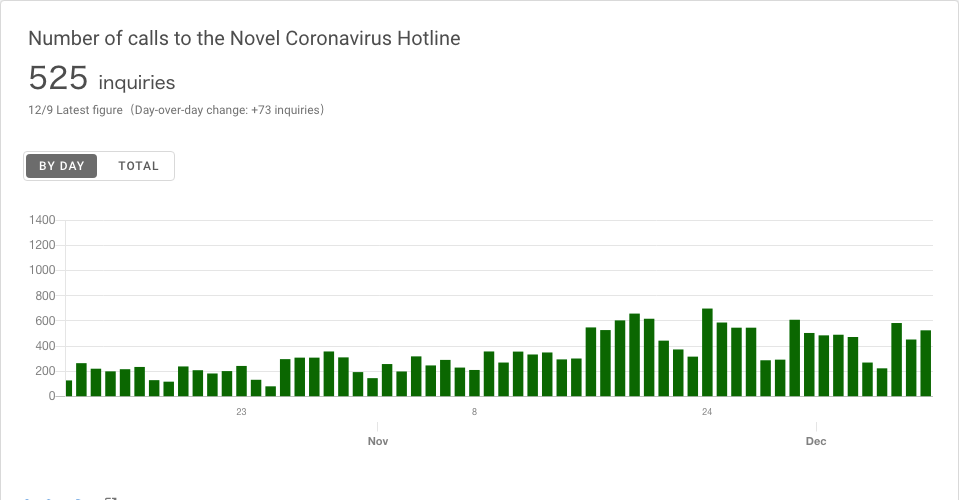 Number of calls to the Novel Coronavirus Hotline
525 inquiries
12/9 Latest figure（Day-over-day change: +73 inquiries）
BY DAY TOTAL
1400
1200
1000
800
600
400
200
0
23 8 24
Nov Dec